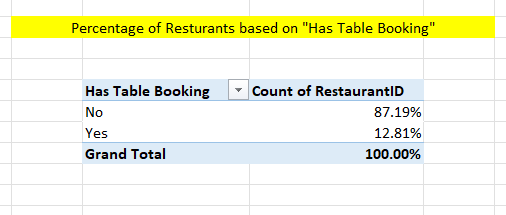 Percentage of Resturants based on "Has Table Booking"
Has Table Booking Count of RestaurantID
No 87.19%
Yes 12.81%
Grand Total 100.00%